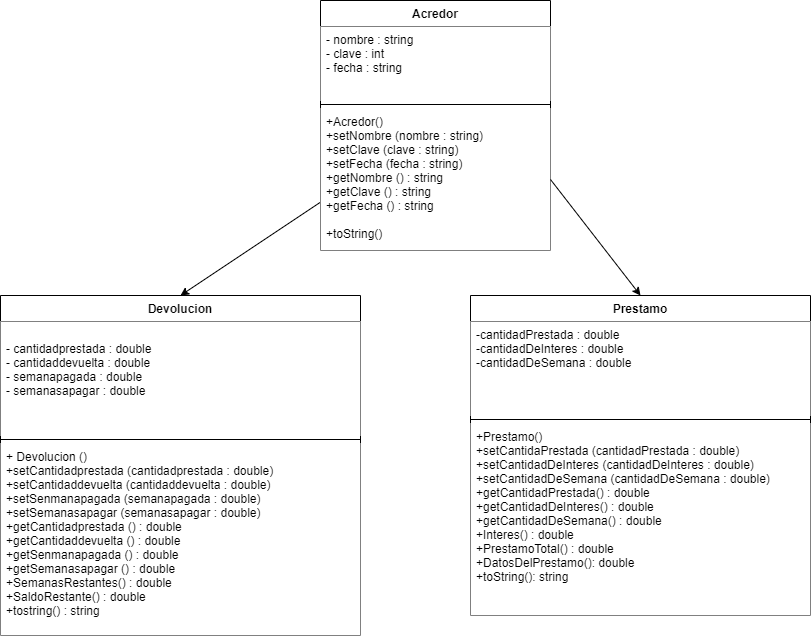 Acredor
- nombre : string
- clave : int
- fecha : string
+Acredor()
+setNombre (nombre : string)
+setClave (clave : string)
+setFecha (fecha : string)
+getNombre () : string
+getClave () : string
+getFecha () : string
+toString()
Devolucion
- cantidadprestada : double
- cantidaddevuelta : double
- semanapagada : double
- semanasapagar : double
+ Devolucion ()
+setCantidadprestada (cantidadprestada : double)
+setCantidaddevuelta (cantidaddevuelta : double)
+setSenmanapagada (semanapagada : double)
+setSemanasapagar (semanasapagar : double)
+getCantidadprestada () : double
+getCantidaddevuelta () : double
+getSenmanapagada () : double
+getSemanasapagar () : double
+SemanasRestantes() : double
+SaldoRestante() : double
+tostring() : string
Prestamo
-cantidadPrestada : double
-cantidadDeInteres : double
-cantidadDeSemana : double
+Prestamo()
+setCantidaPrestada (cantidadPrestada : double)
+setCantidadDeInteres (cantidadDeInteres : double)
+setCantidadDeSemana (cantidadDeSemana : double)
+getCantidadPrestada() : double
+getCantidadDeInteres() : double
+getCantidadDeSemana() : double
+Interes() : double
+PrestamoTotal() : double
+DatosDelPrestamo(): double
+toString(): string